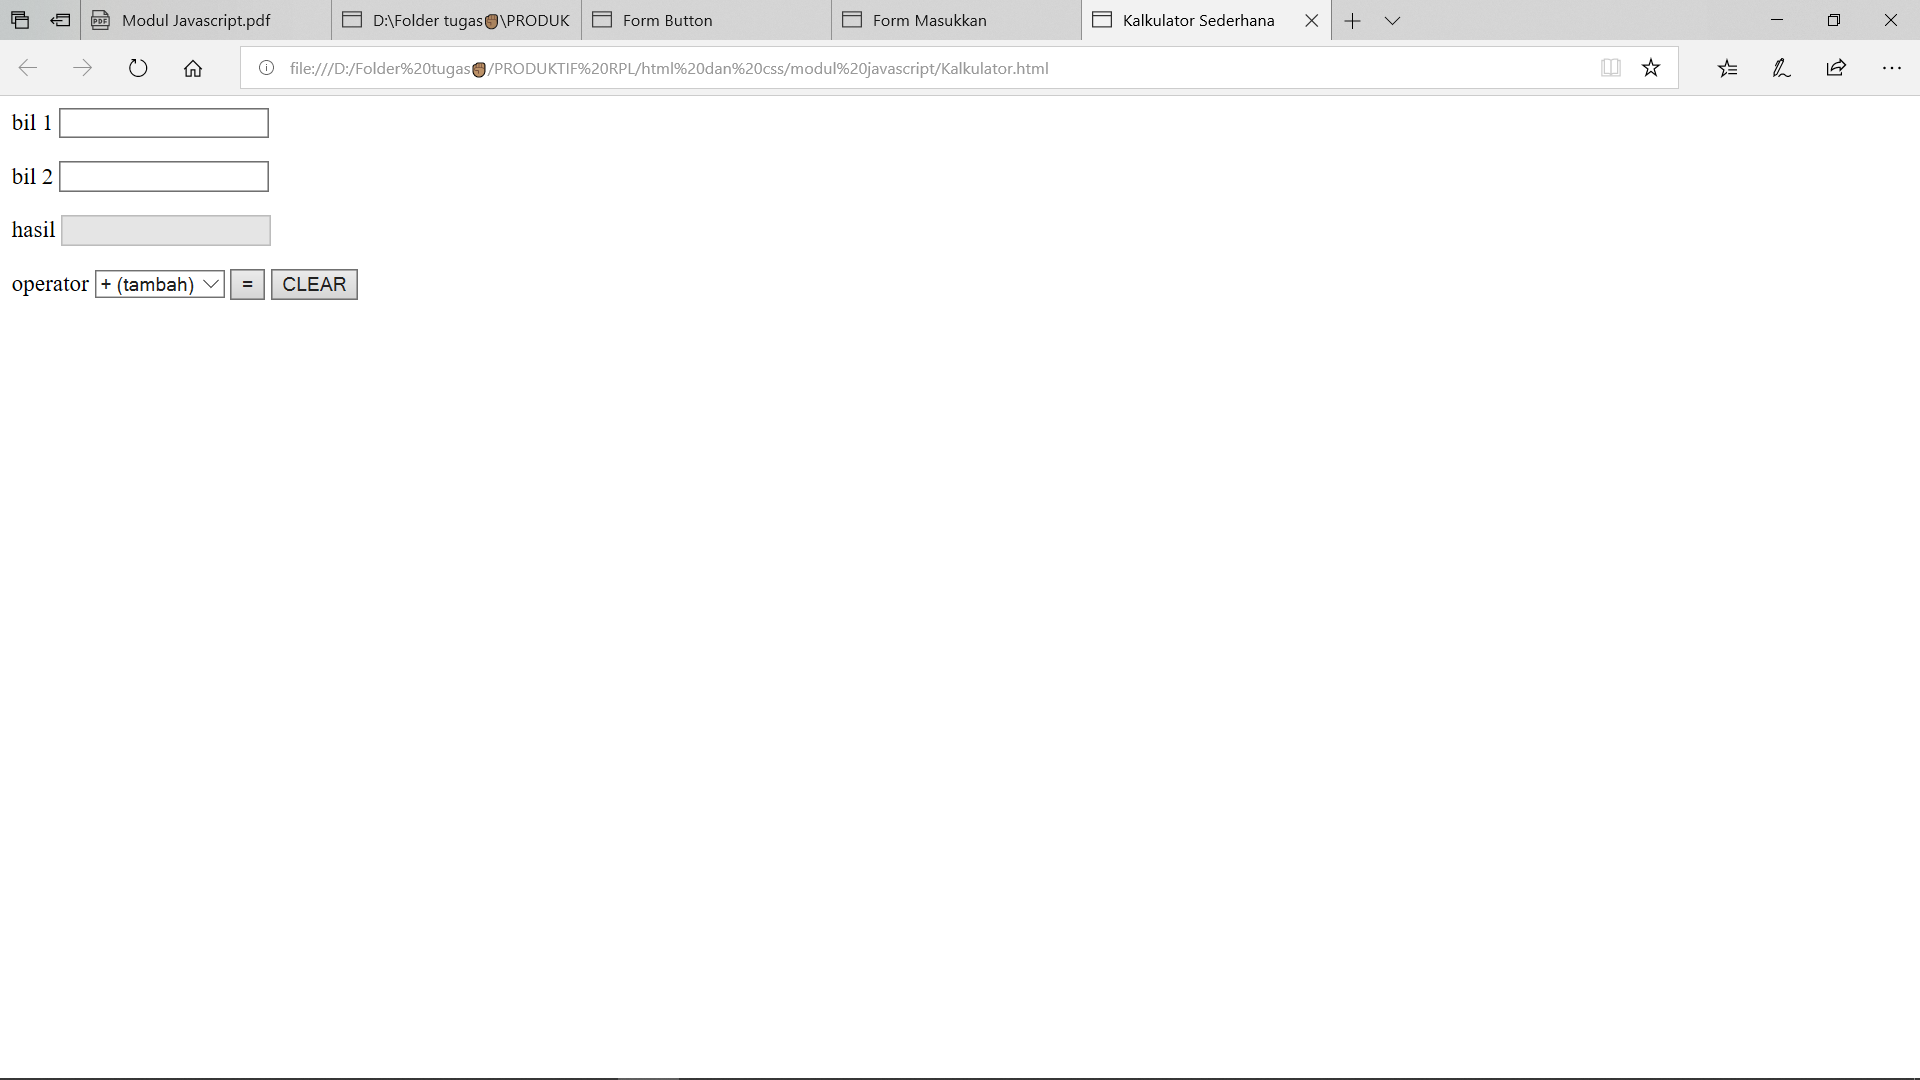 Modul Javascript.pdf
D:\Folder tugas✊🏾\PRODUK
Form Button
Form Masukkan
Kalkulator Sederhana
file:///D:/Folder%20tugas✊🏾/PRODUKTIF%20RPL/html%20dan%20css/modul%20javascript/Kalkulator.html
bil 1
bil 2
hasil
operator + (tambah) = CLEAR